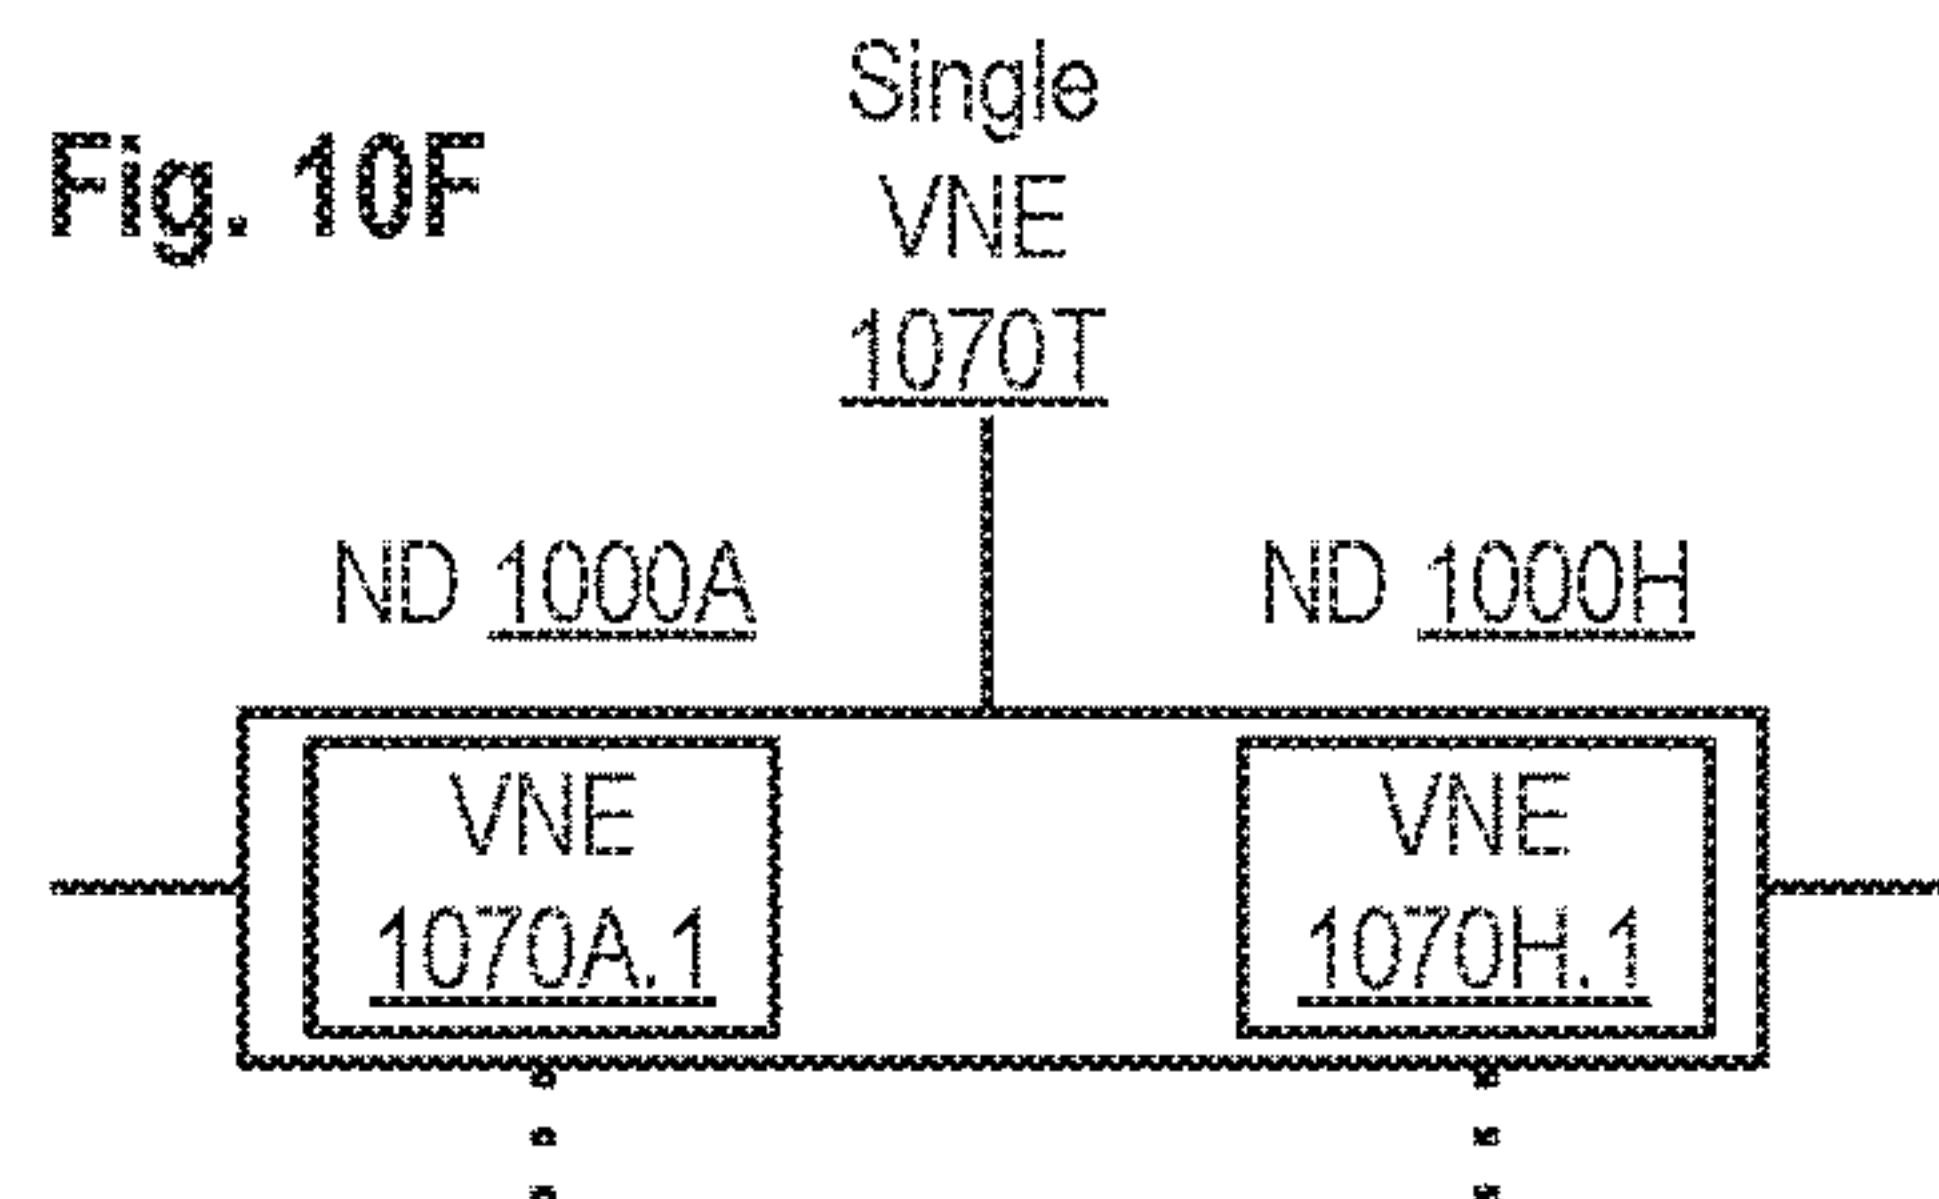 Fig. 10F
Single
VNE
1070T
ND 1000A
ND 1000H
VNE
1070A.1
VNE
1070H.1